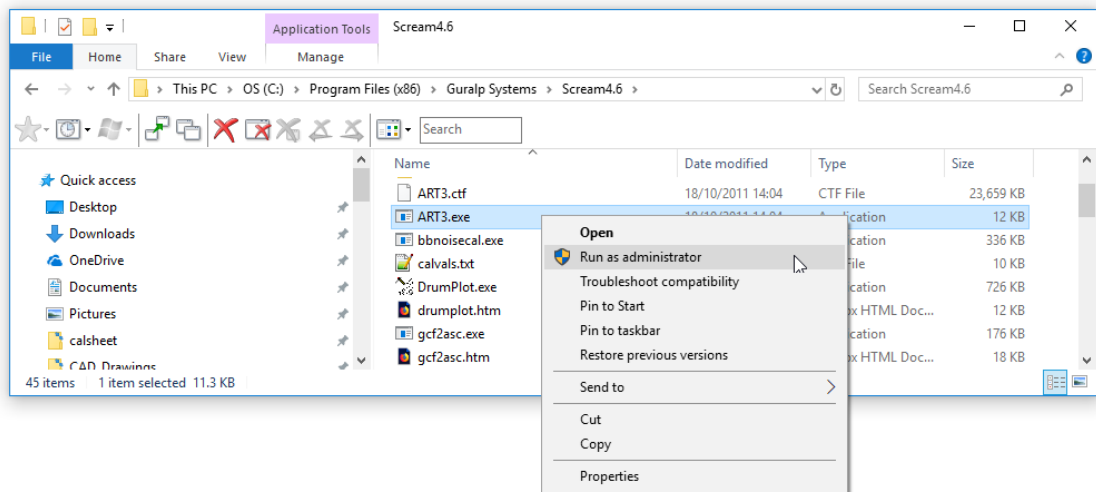 Application Tools Scream4.6
File Home Share View Manage
This PC > OS (C:) > Program Files (x86) > Guralp Systems > Scream4.6 >
Search Scream4.6
Search
Name Date modified Type Size
Quick access
ART3.ctf 18/10/2011 14:04 CTF File 23,659 KB
Desktop
ART3.exe 12 KB
Downloads
bbnoisecal.exe 336 KB
OneDrive
calvals.txt 10 KB
Documents
DrumPlot.exe 726 KB
Pictures
drumplot.htm HTML Doc... 12 KB
calsheet
gcf2asc.exe 176 KB
CAD_Drawings
gcf2asc.htm HTML Doc... 18 KB
45 items 1 item selected 11.3 KB
Open
Run as administrator
Troubleshoot compatibility
Pin to Start
Pin to taskbar
Restore previous versions
Send to
Cut
Copy
Properties